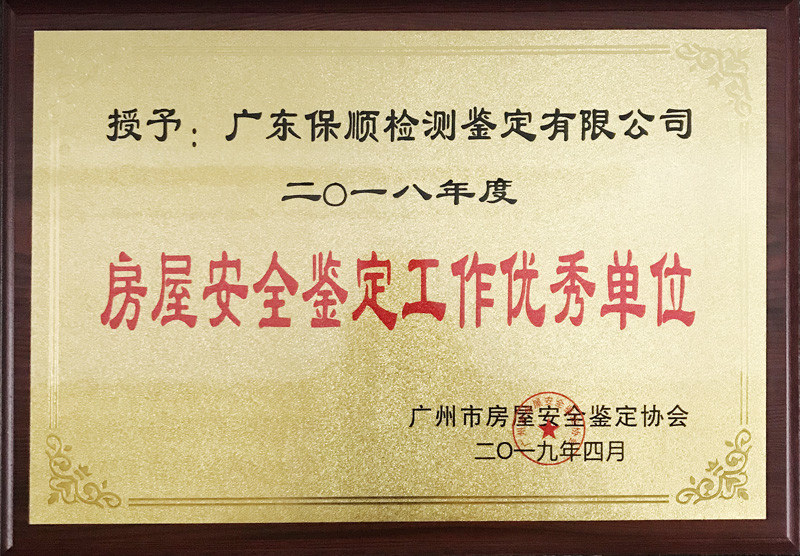 授予：广东保顺检测鉴定有限公司
二〇一八年度
房屋安全鉴定工作优秀单位
广州市房屋安全鉴定协会
二〇一九年四月